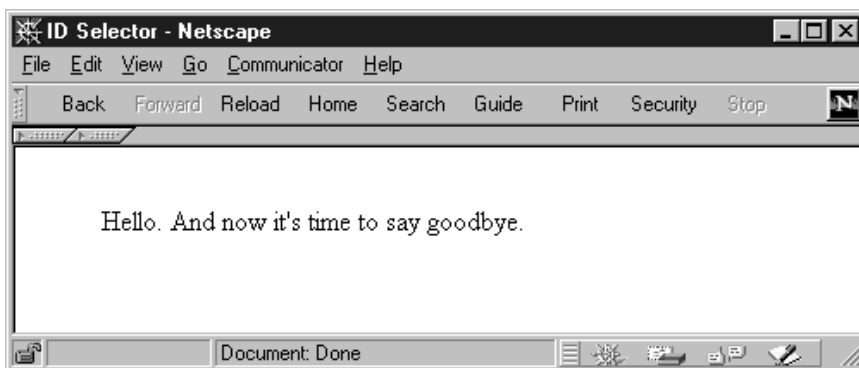 ID Selector - Netscape
File Edit View Go Communicator Help
Back Forward Reload Home Search Guide Print Security Stop N
Hello. And now it's time to say goodbye.
Document: Done